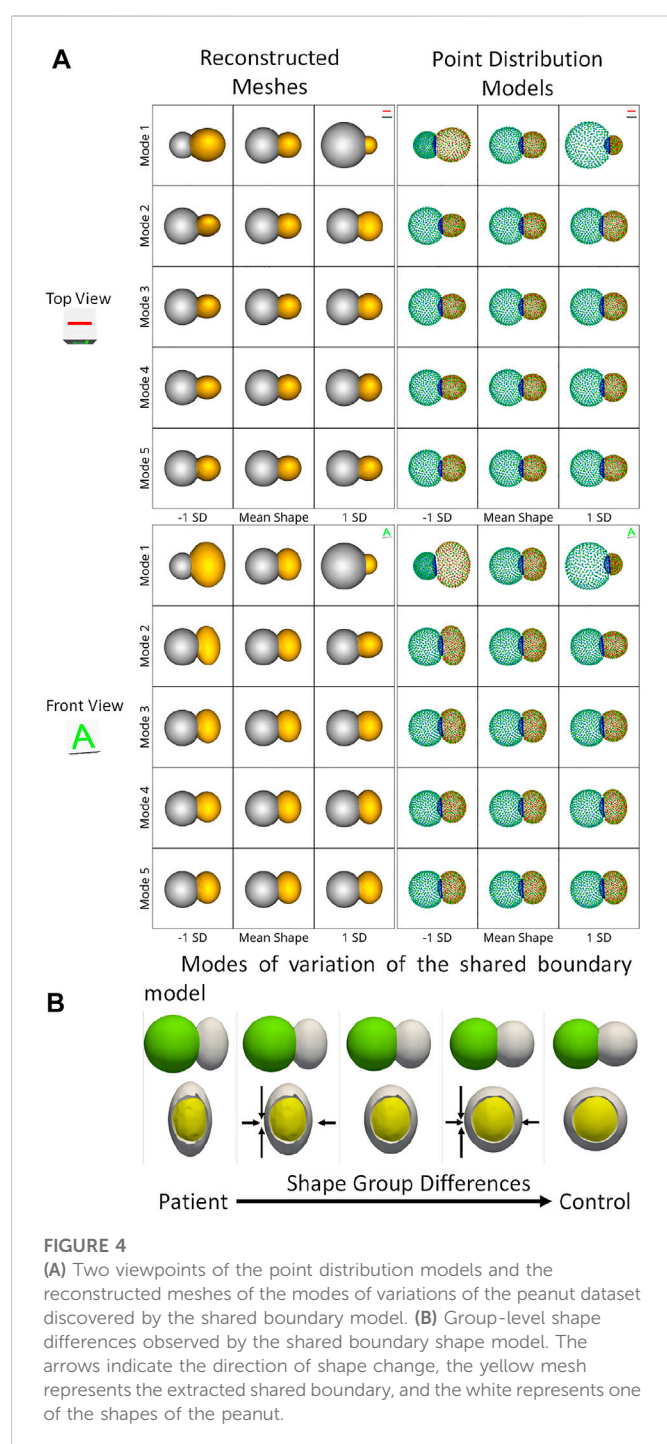 A
Reconstructed Meshes
Point Distribution Models
Top View
Mode 1
Mode 2
Mode 3
Mode 4
Mode 5
-1 SD Mean Shape 1 SD -1 SD Mean Shape 1 SD
A
A
Front View
A
Mode 1
Mode 2
Mode 3
Mode 4
Mode 5
-1 SD Mean Shape 1 SD -1 SD Mean Shape 1 SD
Modes of variation of the shared boundary
model
B
Shape Group Differences
Patient Control
FIGURE 4
(A) Two viewpoints of the point distribution models and the
reconstructed meshes of the modes of variations of the peanut dataset
discovered by the shared boundary model. (B) Group-level shape
differences observed by the shared boundary shape model. The
arrows indicate the direction of shape change, the yellow mesh
represents the extracted shared boundary, and the white represents one
of the shapes of the peanut.